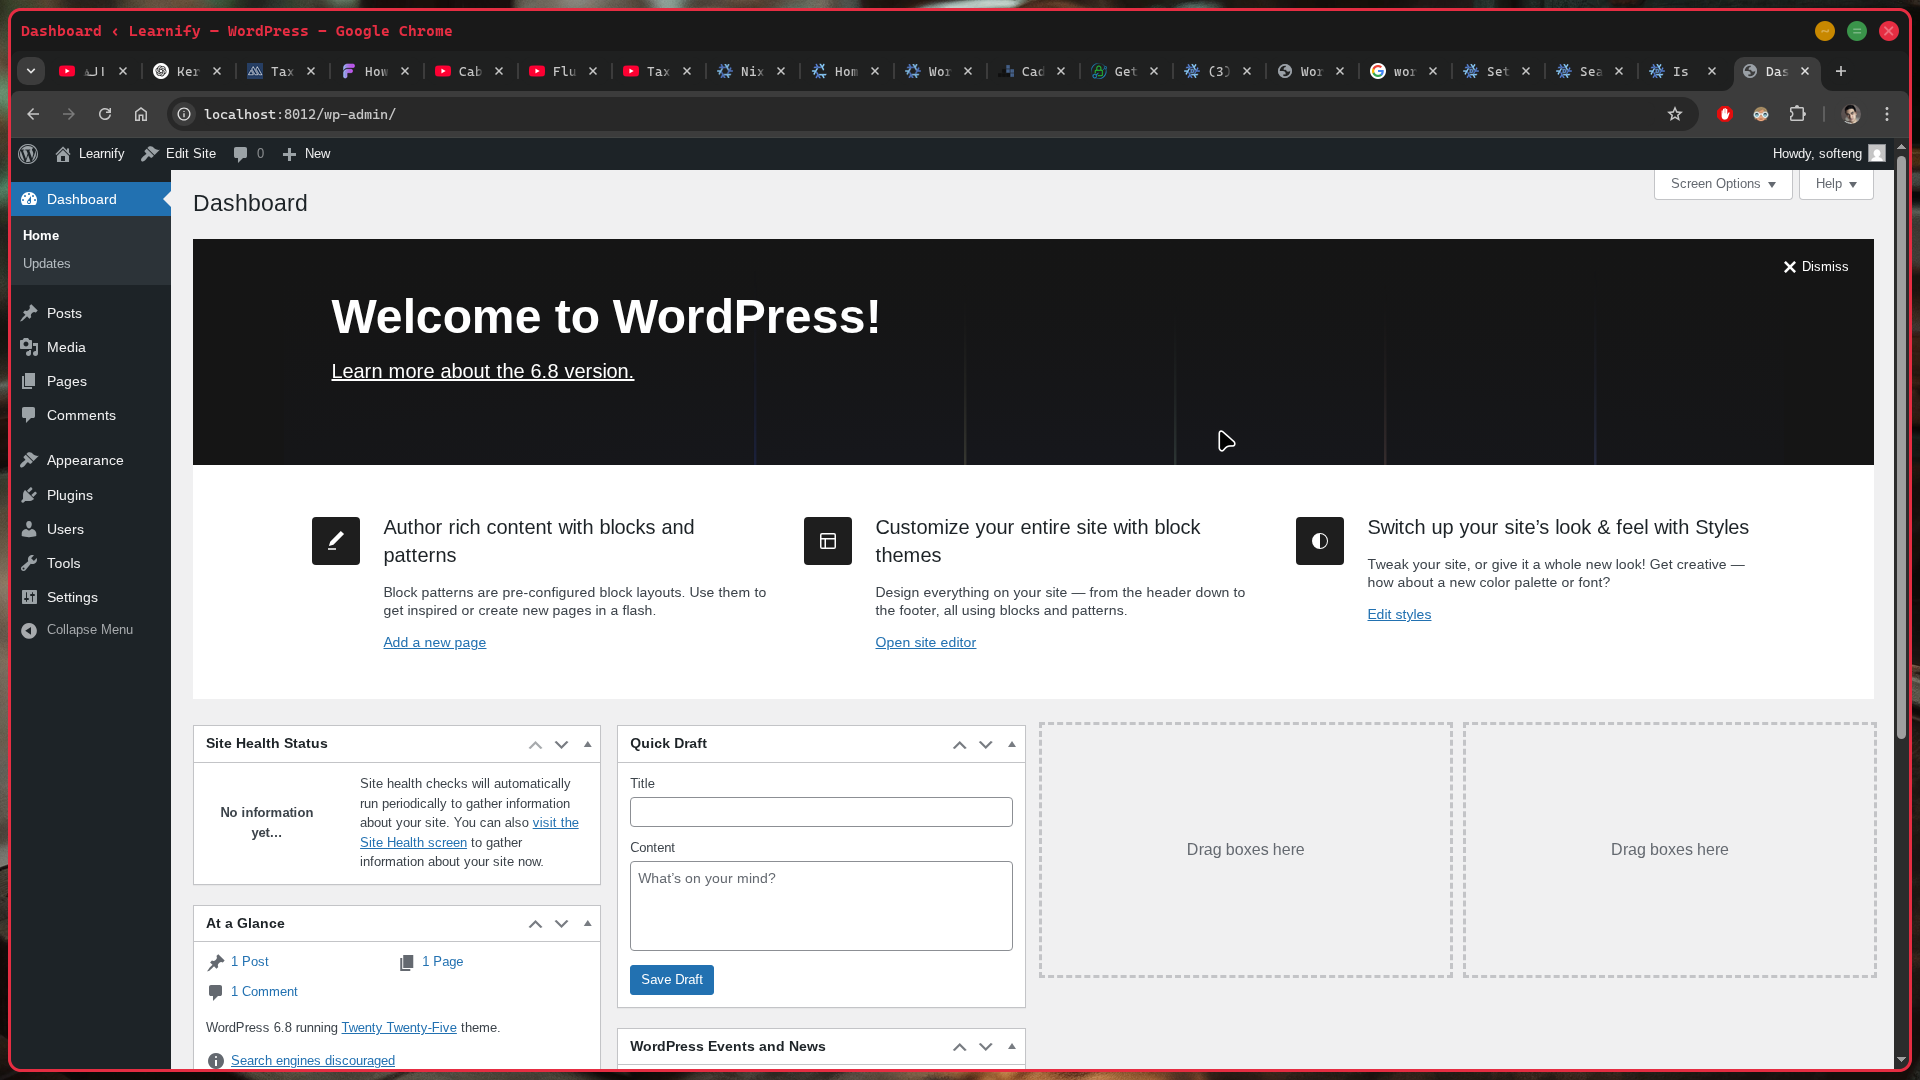 Dashboard ‹ Learnify — WordPress - Google Chrome
الـ
Ker
Tax
How
Cab
Flu
Tax
Nix
Hom
Wor
Cad
Get
(3)
Wor
wor
Set
Sea
Is
Das
localhost:8012/wp-admin/
Learnify
Edit Site
0
New
Howdy, softeng
Dashboard
Home
Updates
Posts
Media
Pages
Comments
Appearance
Plugins
Users
Tools
Settings
Collapse Menu
Screen Options
Help
Dashboard
Dismiss
Welcome to WordPress!
Learn more about the 6.8 version.
Author rich content with blocks and
patterns
Block patterns are pre-configured block layouts. Use them to
get inspired or create new pages in a flash.
Add a new page
Customize your entire site with block
themes
Design everything on your site — from the header down to
the footer, all using blocks and patterns.
Open site editor
Switch up your site’s look & feel with Styles
Tweak your site, or give it a whole new look! Get creative —
how about a new color palette or font?
Edit styles
Site Health Status
No information
yet…
Site health checks will automatically
run periodically to gather information
about your site. You can also visit the
Site Health screen to gather
information about your site now.
At a Glance
1 Post
1 Page
1 Comment
WordPress 6.8 running Twenty Twenty-Five theme.
Search engines discouraged
Quick Draft
Title
Content
What’s on your mind?
Save Draft
WordPress Events and News
Drag boxes here
Drag boxes here